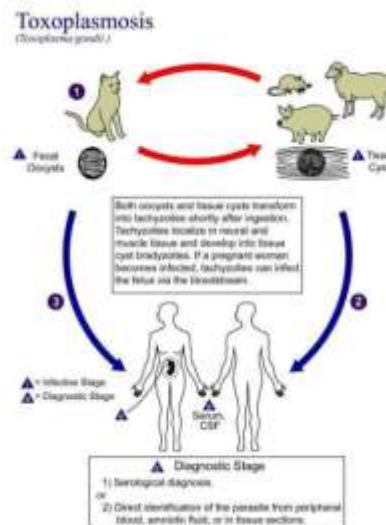 Toxoplasmosis
(Toxoplasma gondii)
1
Fecal
Oocysts
Both oocysts and tissue cysts transform
into tachyzoites shortly after ingestion.
Tachyzoites localize in neural and
muscle tissue and develop into tissue
cyst bradyzoites. If a pregnant woman
becomes infected, tachyzoites can infect
the fetus via the bloodstream.
3
2
= Infective Stage
= Diagnostic Stage
Serum,
CSF
Diagnostic Stage
1) Serological diagnosis,
or
2) Direct identification of the parasite from peripheral
blood, amniotic fluid, or in tissue sections.